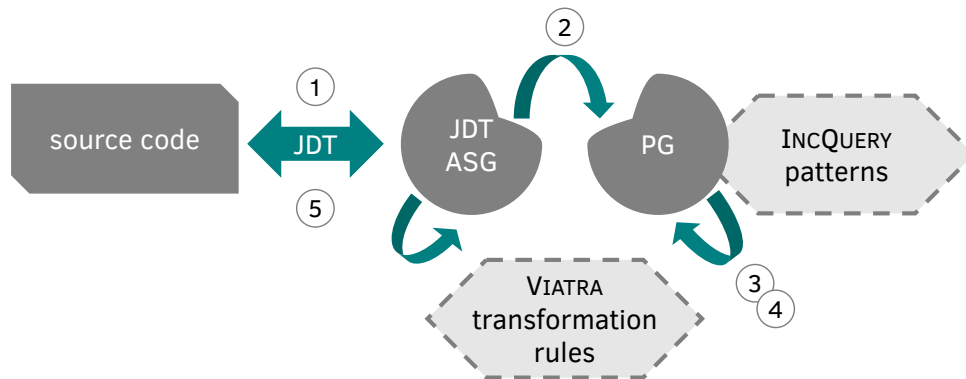 2
1
source code
JDT
JDT
ASG
PG
INCQUERY
patterns
5
3
4
VIATRA
transformation
rules